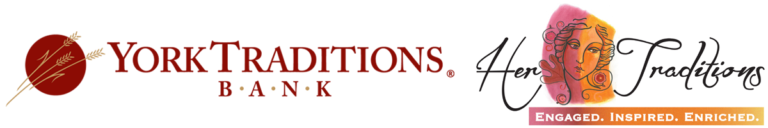 YORK TRADITIONS®
B·A·N·K
Her Traditions
ENGAGED. INSPIRED. ENRICHED.